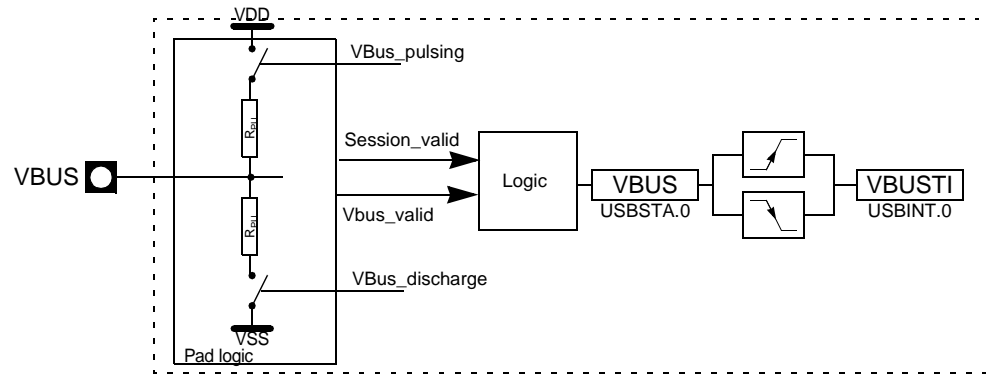 VDD
VBus_pulsing
RPU
Session_valid
VBUS
Logic
VBUS
VBUSTI
USBSTA.0
USBINT.0
Vbus_valid
RPU
VBus_discharge
VSS
Pad logic